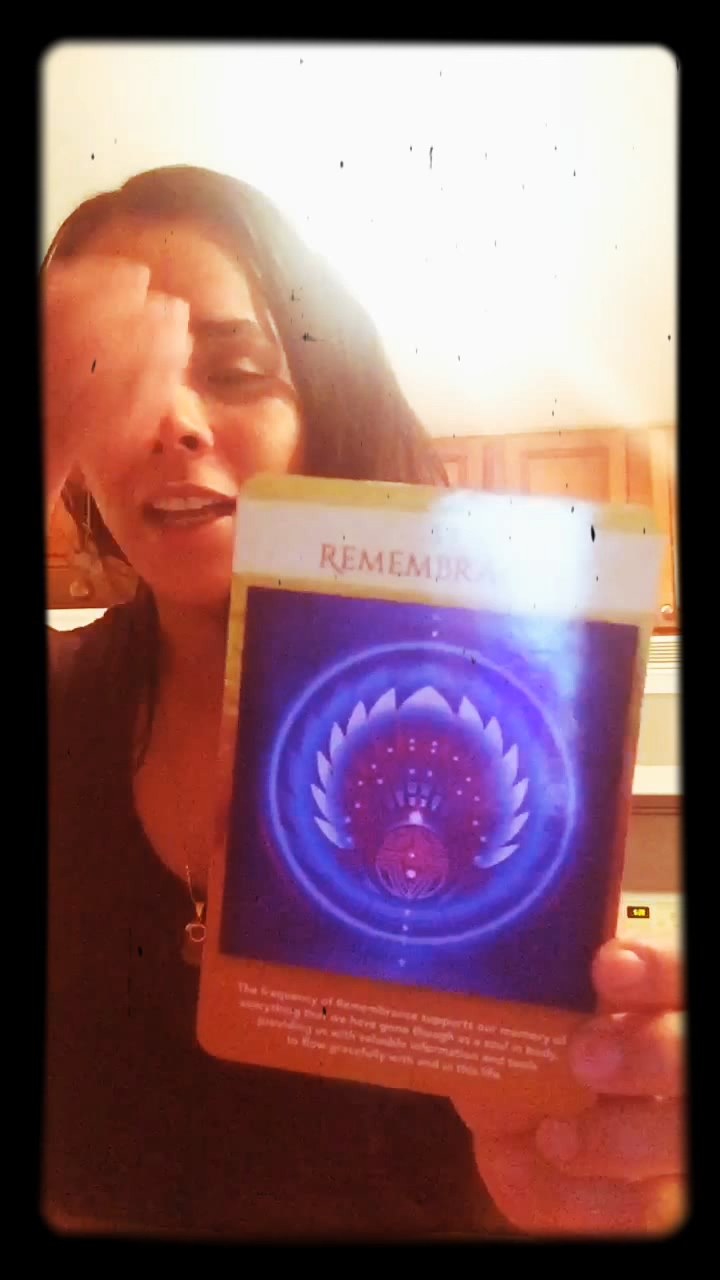 REMEMBRA
The frequency of Remembrance supports our memory of
everything that we have gone though as a soul in body,
providing us with valuable information and tools
to flow gracefully with and in this life.